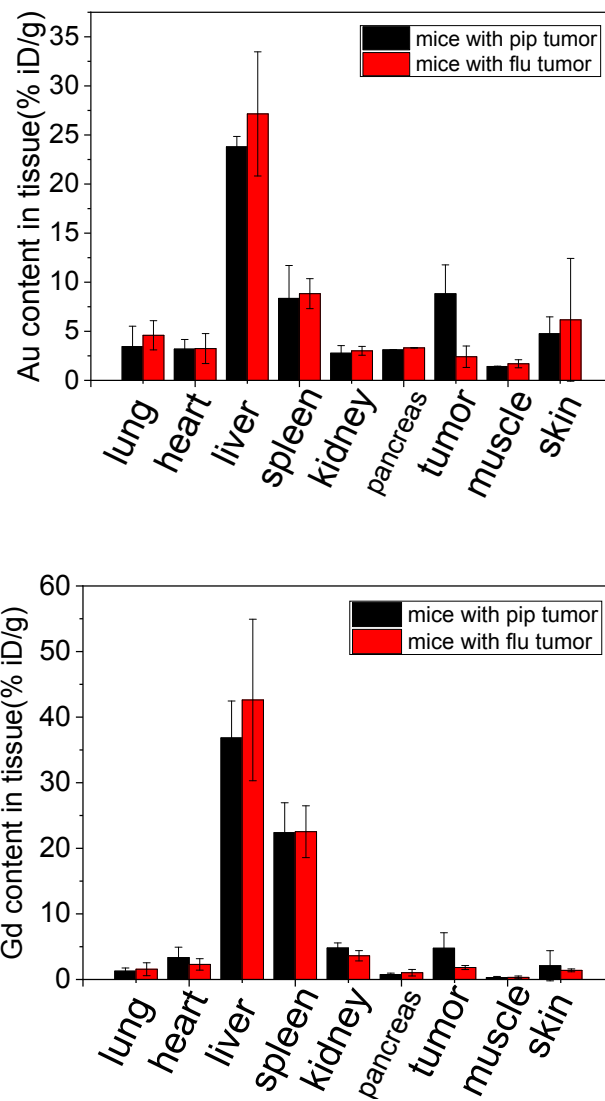 35
30
25
20
15
10
5
0
Au content in tissue(% iD/g)
mice with pip tumor
mice with flu tumor
lung
heart
liver
spleen
kidney
pancreas
tumor
muscle
skin
60
50
40
30
20
10
0
Gd content in tissue(% iD/g)
mice with pip tumor
mice with flu tumor
lung
heart
liver
spleen
kidney
pancreas
tumor
muscle
skin